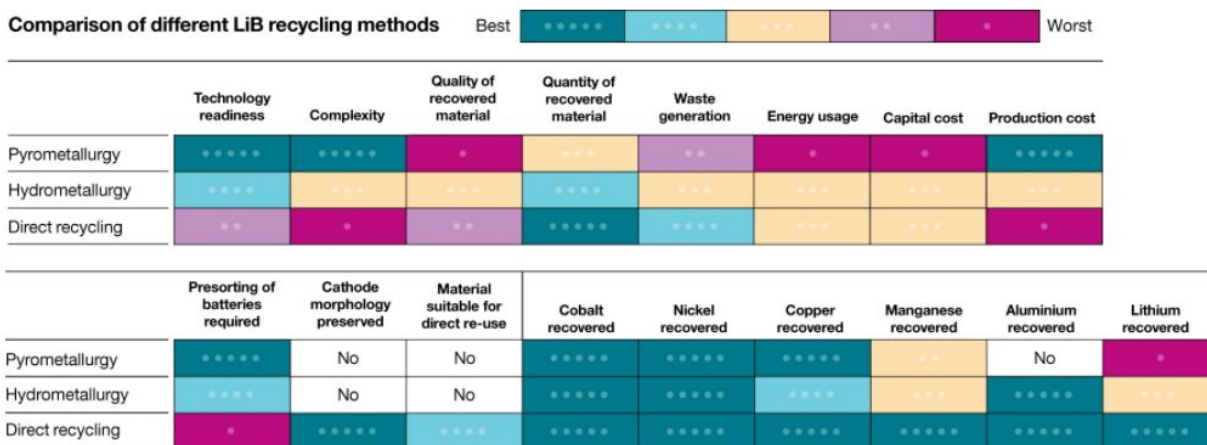 Comparison of different LiB recycling methods
Best
Worst
Technology
readiness
Complexity
Quality of
recovered
material
Quantity of
recovered
material
Waste
generation
Energy usage
Capital cost
Production cost
Pyrometallurgy
Hydrometallurgy
Direct recycling
Presorting of
batteries
required
Cathode
morphology
preserved
Material
suitable for
direct re-use
Cobalt
recovered
Nickel
recovered
Copper
recovered
Manganese
recovered
Aluminium
recovered
Lithium
recovered
Pyrometallurgy
No
No
No
Hydrometallurgy
No
No
Direct recycling